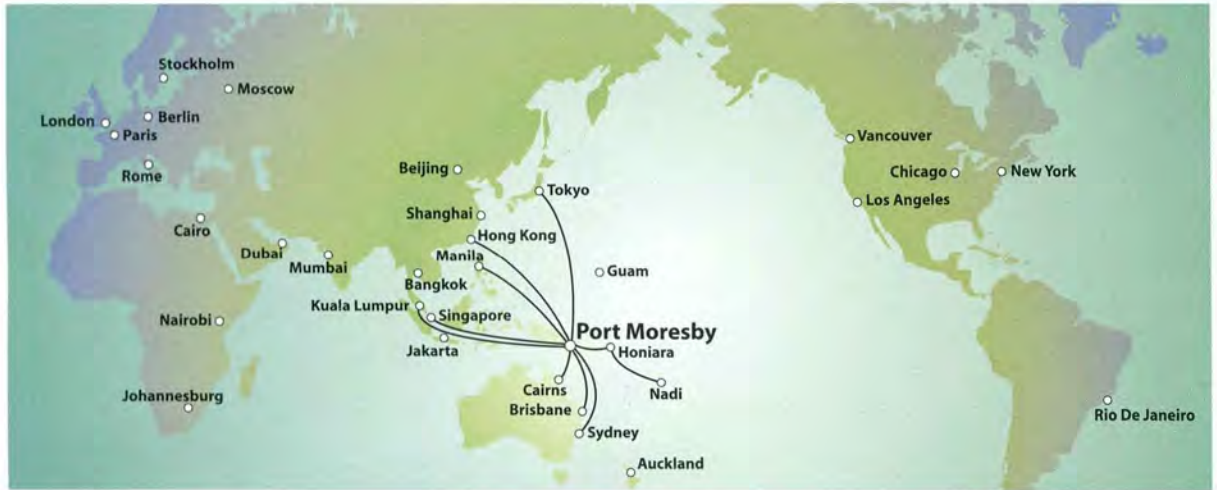 Stockholm
Moscow
London
Berlin
Paris
Rome
Cairo
Dubai
Mumbai
Nairobi
Johannesburg
Beijing
Tokyo
Shanghai
Hong Kong
Manila
Guam
Bangkok
Kuala Lumpur
Singapore
Jakarta
Port Moresby
Honiara
Nadi
Cairns
Brisbane
Sydney
Auckland
Vancouver
Chicago
New York
Los Angeles
Rio De Janeiro